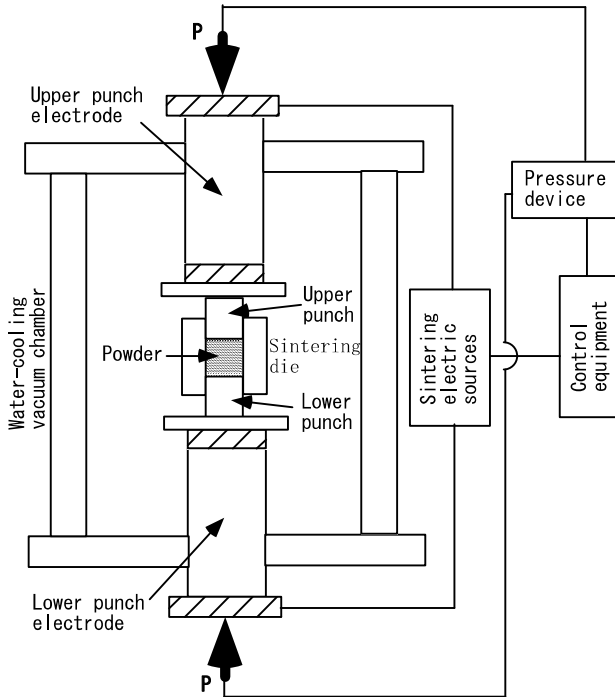 P
Upper punch
electrode
Pressure
device
Water-cooling
vacuum chamber
Upper
punch
Powder
Sintering
die
Lower
punch
Sintering
electric
sources
Control
equipment
Lower punch
electrode
P